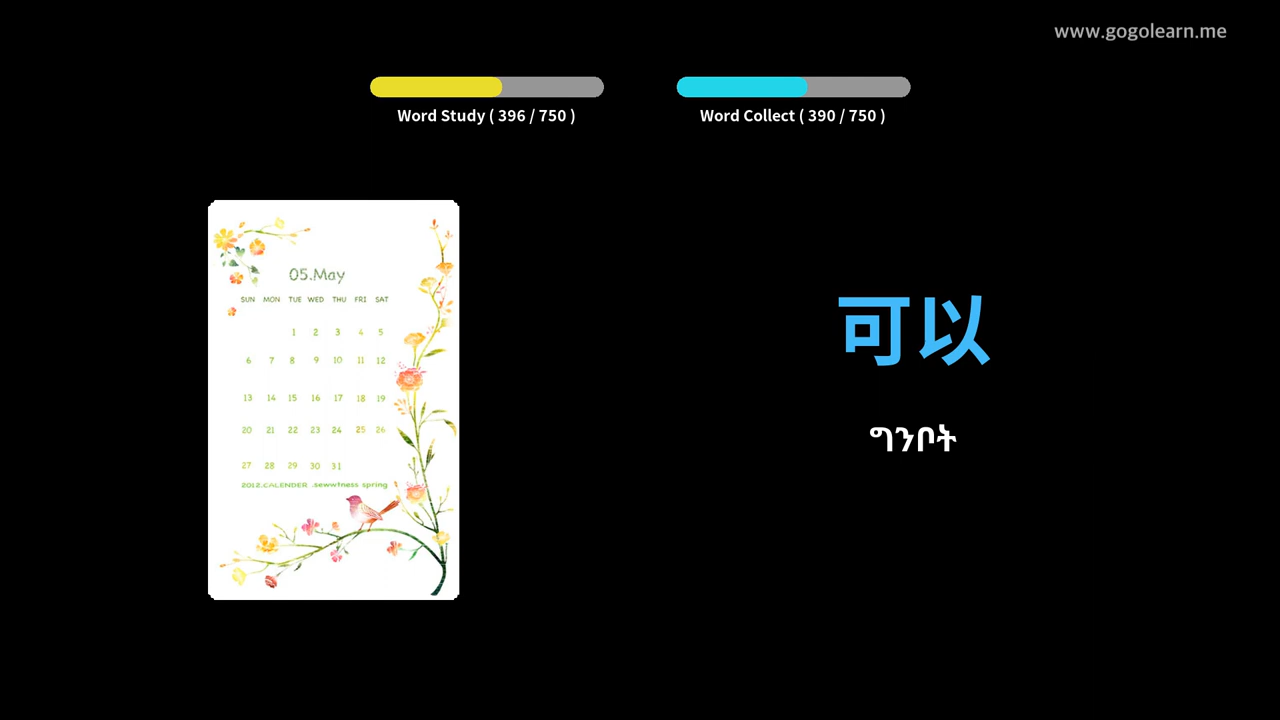 www.gogolearn.me
Word Study ( 396 / 750 )
Word Collect ( 390 / 750 )
05.May
SUN MON TUE WED THU FRI SAT
1 2 3 4 5
6 7 8 9 10 11 12
13 14 15 16 17 18 19
20 21 22 23 24 25 26
27 28 29 30 31
2012.CALENDER .sewwtness spring
可以
ግንቦት